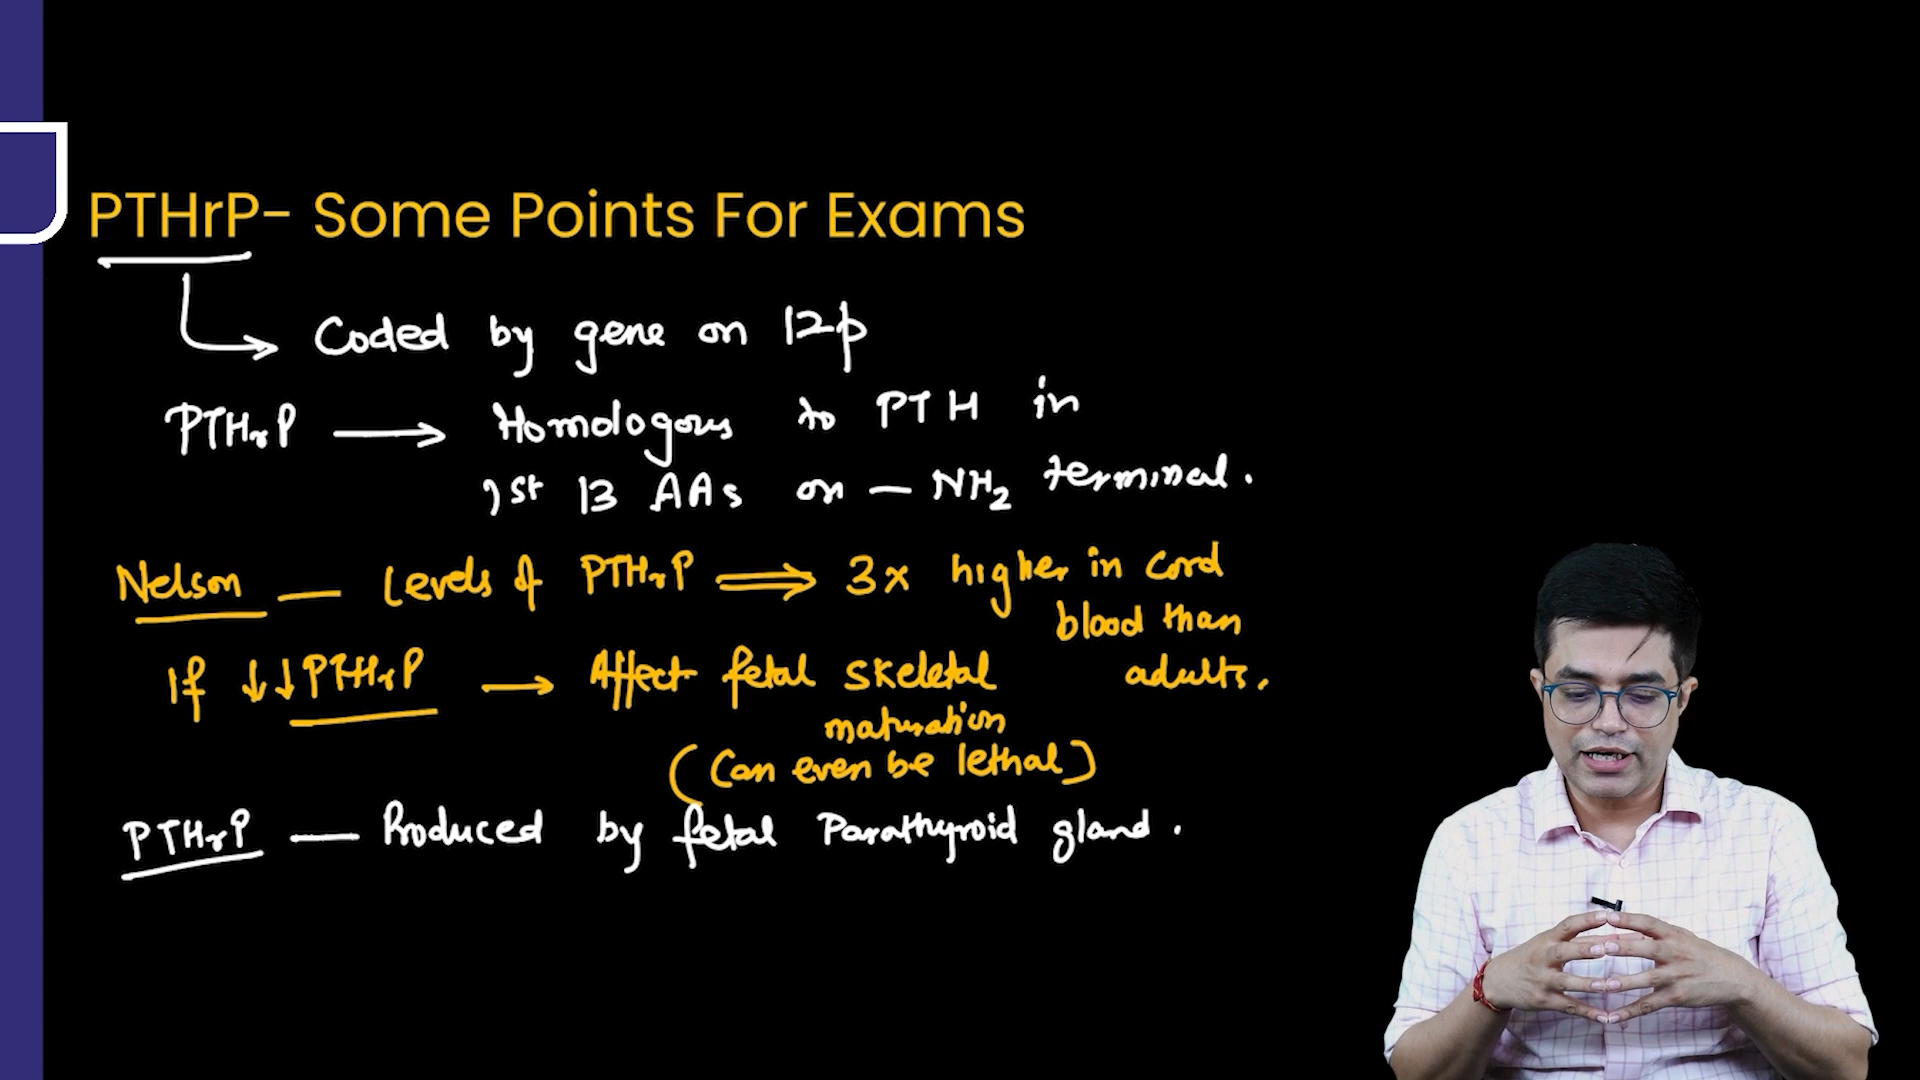 PTHrP- Some Points For Exams
Coded by gene on 12p
PTHrP → Homologous to PTH in
1st 13 AAs on - NH2 terminal.
Nelson — Levels of PTHrP ⟹ 3x higher in cord
blood than
adults.
If ↓↓PTHrP → Affect fetal skeletal
maturation
(Can even be lethal)
PTHrP — Produced by fetal Parathyroid gland.